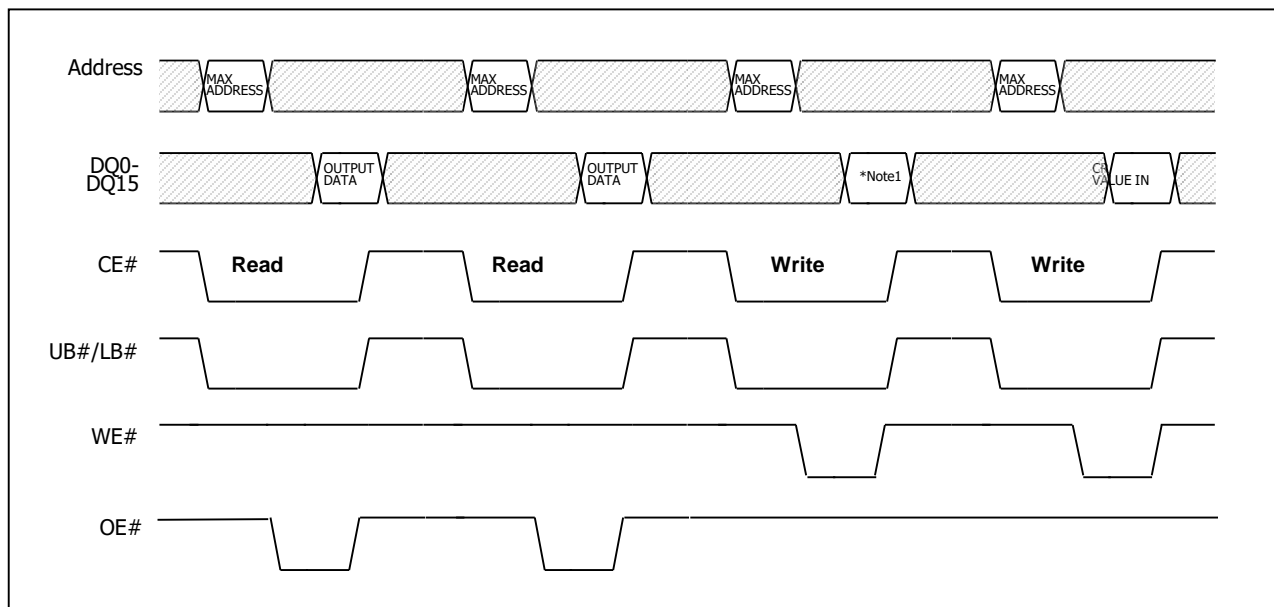 Address
MAX
ADDRESS
MAX
ADDRESS
MAX
ADDRESS
MAX
ADDRESS
DQ0-
DQ15
OUTPUT
DATA
OUTPUT
DATA
*Note1
CR
VALUE IN
CE#
Read
Read
Write
Write
UB#/LB#
WE#
OE#